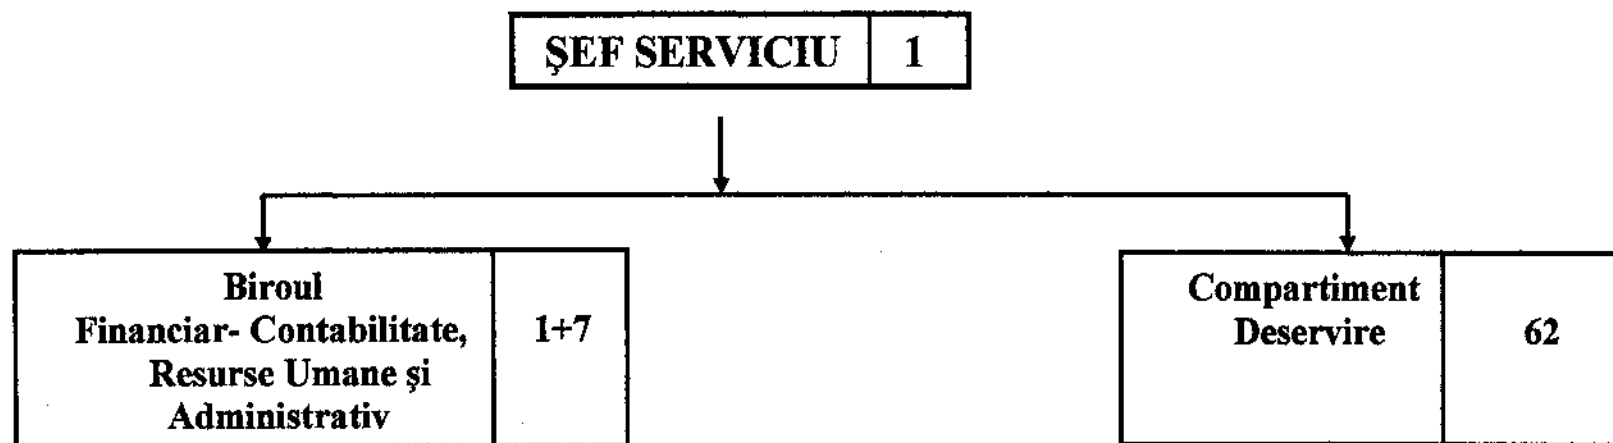 ŞEF SERVICIU 1
Biroul
Financiar- Contabilitate,
Resurse Umane şi
Administrativ
1+7
Compartiment
Deservire
62